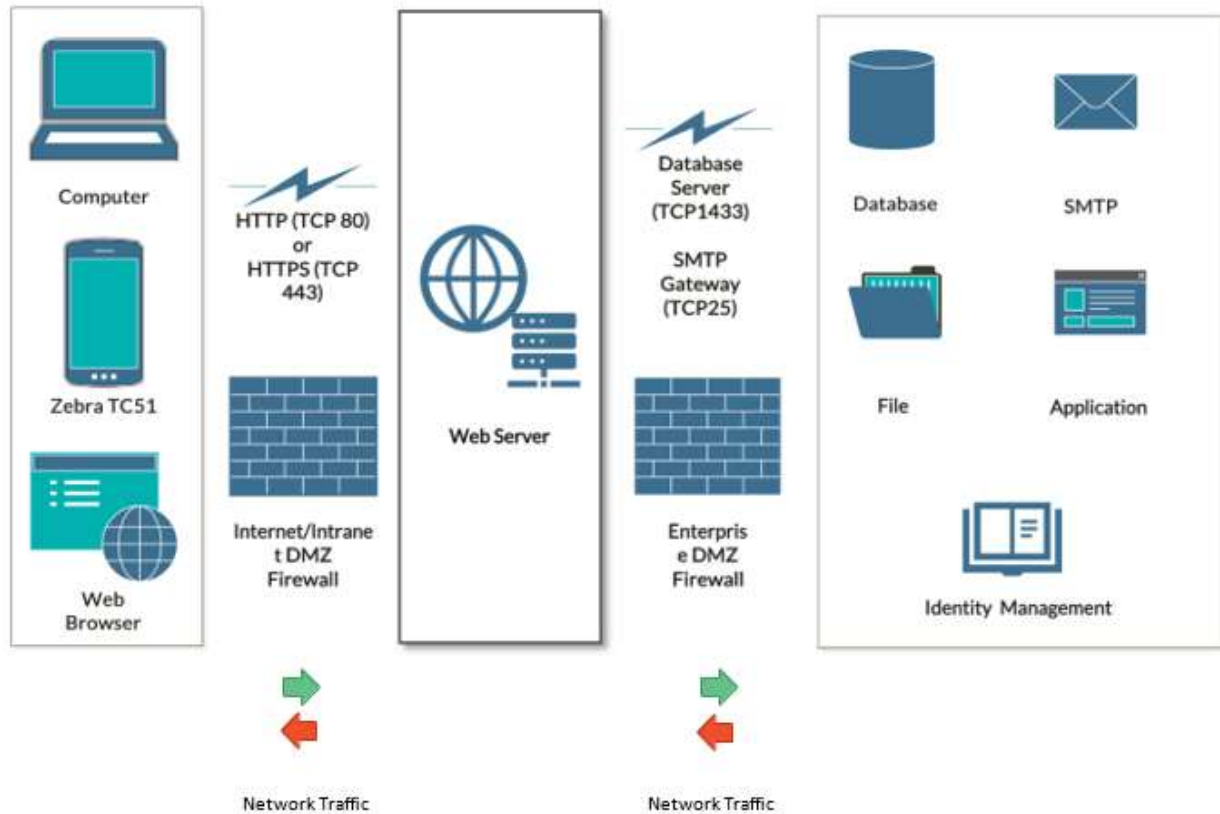 Computer
Zebra TC51
Web
Browser
HTTP (TCP 80)
or
HTTPS (TCP
443)
Internet/Intrane
t DMZ
Firewall
Web Server
Database
Server
(TCP1433)
SMTP
Gateway
(TCP25)
Enterpris
e DMZ
Firewall
Database
SMTP
File
Application
Identity Management
Network Traffic
Network Traffic